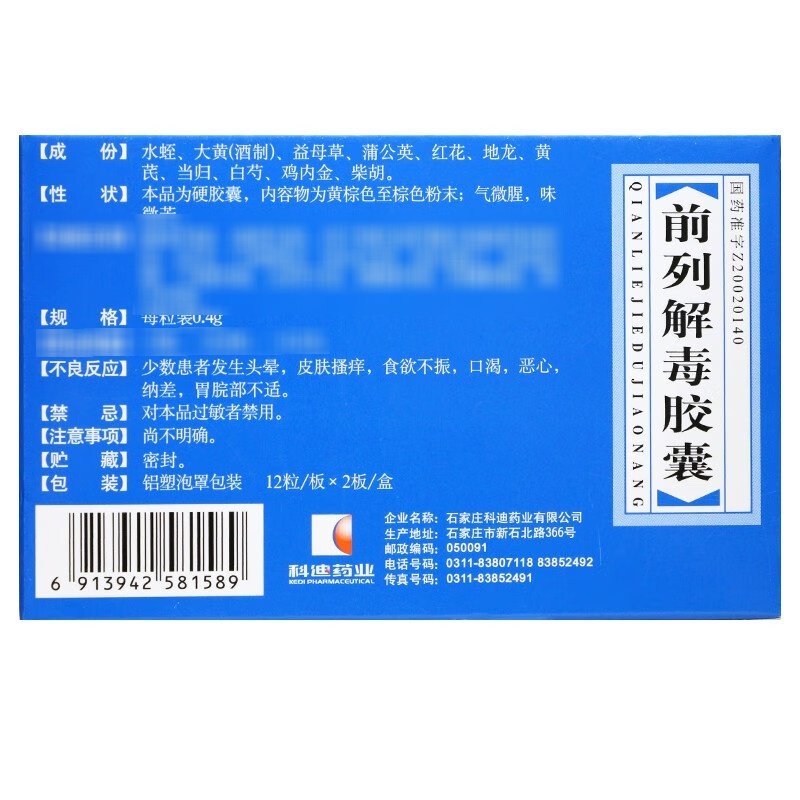 【成　份】水蛭、大黄(酒制)、益母草、蒲公英、红花、地龙、黄
芪、当归、白芍、鸡内金、柴胡。
【性　状】本品为硬胶囊，内容物为黄棕色至棕色粉末；气微腥，味
微苦
【规　格】每粒装0.4g
【不良反应】少数患者发生头晕，皮肤搔痒，食欲不振，口渴，恶心，
纳差，胃脘部不适。
【禁　忌】对本品过敏者禁用。
【注意事项】尚不明确。
【贮　藏】密封。
【包　装】铝塑泡罩包装　12粒/板×2板/盒
6 913942 581589
科迪药业
KEDI PHARMACEUTICAL
企业名称：石家庄科迪药业有限公司
生产地址：石家庄市新石北路366号
邮政编码：050091
电话号码：0311-83807118 83852492
传真号码：0311-83852491
国药准字Z20020140
【前列解毒胶囊】
QIANLIEJIEDUJIAONANG